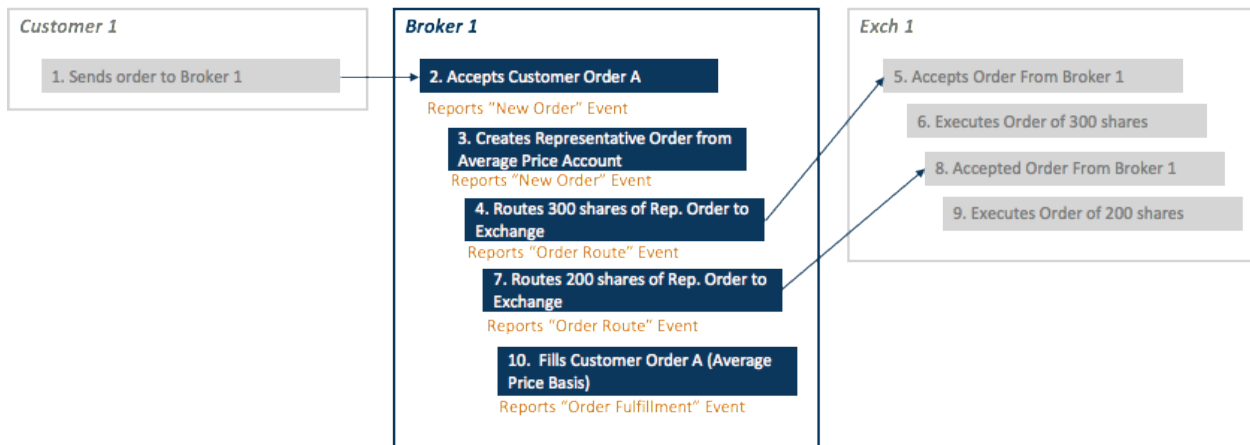 Customer 1
1. Sends order to Broker 1
Broker 1
2. Accepts Customer Order A
Reports "New Order" Event
3. Creates Representative Order from
Average Price Account
Reports "New Order" Event
4. Routes 300 shares of Rep. Order to
Exchange
Reports "Order Route" Event
7. Routes 200 shares of Rep. Order to
Exchange
Reports "Order Route" Event
10. Fills Customer Order A (Average
Price Basis)
Reports "Order Fulfillment" Event
Exch 1
5. Accepts Order From Broker 1
6. Executes Order of 300 shares
8. Accepted Order From Broker 1
9. Executes Order of 200 shares